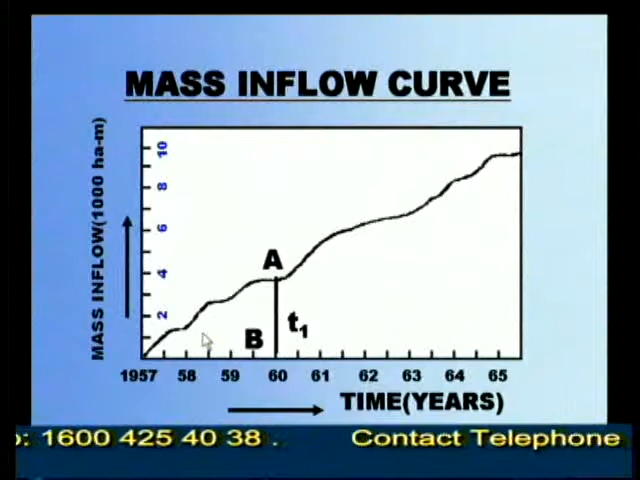 MASS INFLOW CURVE
MASS INFLOW(1000 ha-m)
10
8
6
4
2
A
B
t1
1957 58 59 60 61 62 63 64 65
TIME(YEARS)
: 1600 425 40 38 . Contact Telephone